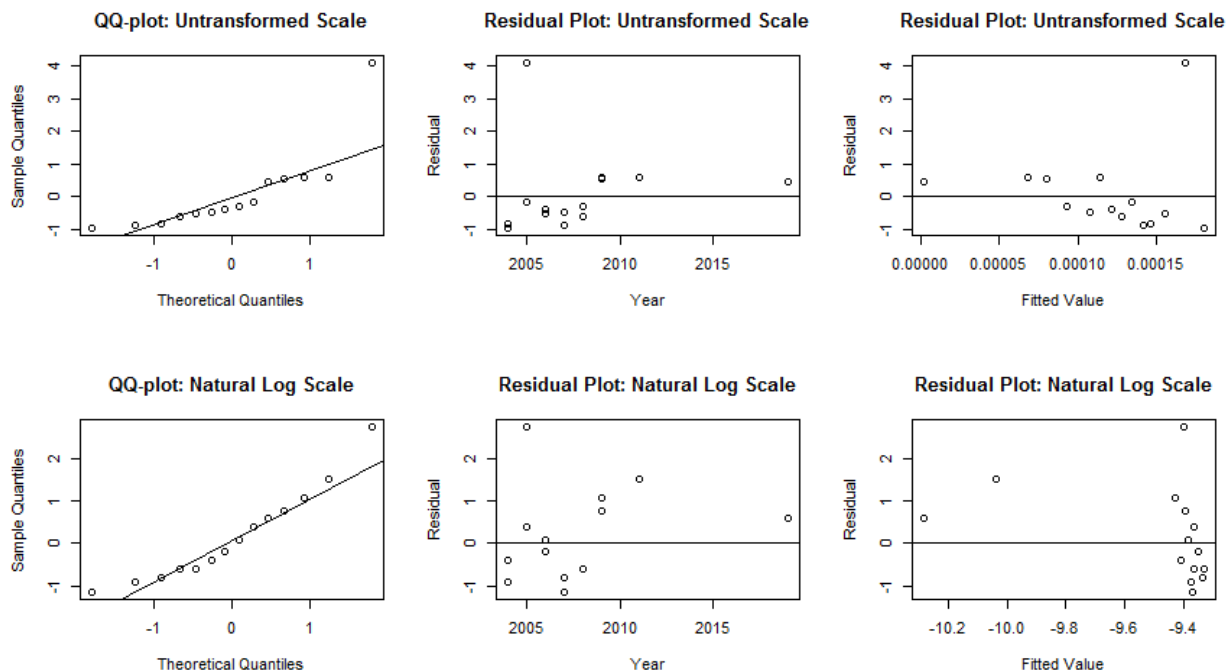 QQ-plot: Untransformed Scale
Sample Quantiles
4
3
2
1
0
-1
-1 0 1
Theoretical Quantiles
Residual Plot: Untransformed Scale
Residual
4
3
2
1
0
-1
2005 2010 2015
Year
Residual Plot: Untransformed Scale
Residual
4
3
2
1
0
-1
0.00000 0.00005 0.00010 0.00015
Fitted Value
QQ-plot: Natural Log Scale
Sample Quantiles
2
1
0
-1
-1 0 1
Theoretical Quantiles
Residual Plot: Natural Log Scale
Residual
2
1
0
-1
2005 2010 2015
Year
Residual Plot: Natural Log Scale
Residual
2
1
0
-1
-10.2 -10.0 -9.8 -9.6 -9.4
Fitted Value